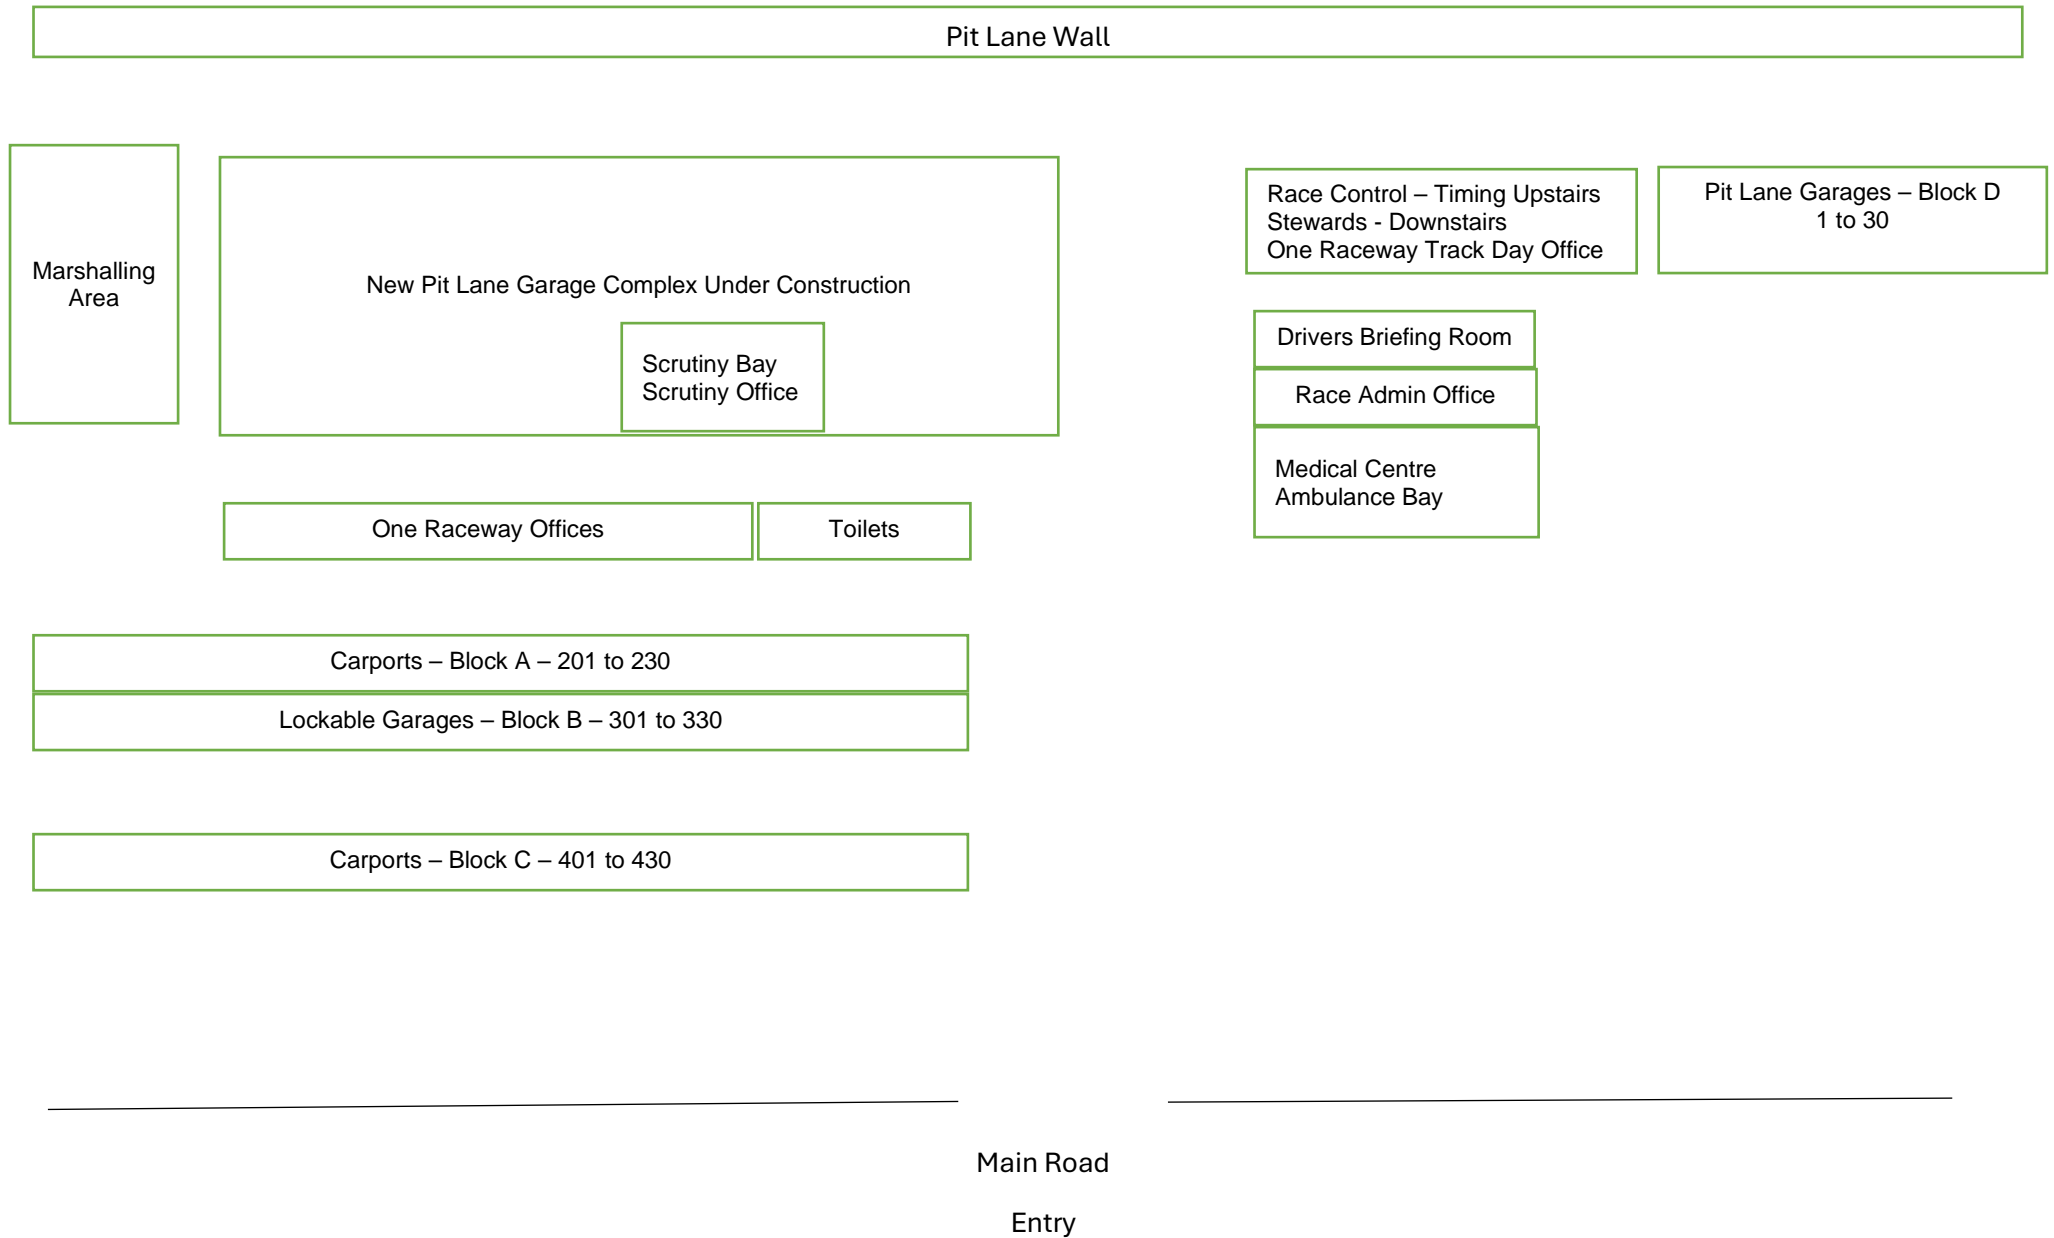 Pit Lane Wall
Marshalling
Area
New Pit Lane Garage Complex Under Construction
Scrutiny Bay
Scrutiny Office
Race Control – Timing Upstairs
Stewards - Downstairs
One Raceway Track Day Office
Pit Lane Garages – Block D
1 to 30
Drivers Briefing Room
Race Admin Office
Medical Centre
Ambulance Bay
One Raceway Offices
Toilets
Carports – Block A – 201 to 230
Lockable Garages – Block B – 301 to 330
Carports – Block C – 401 to 430
Main Road
Entry